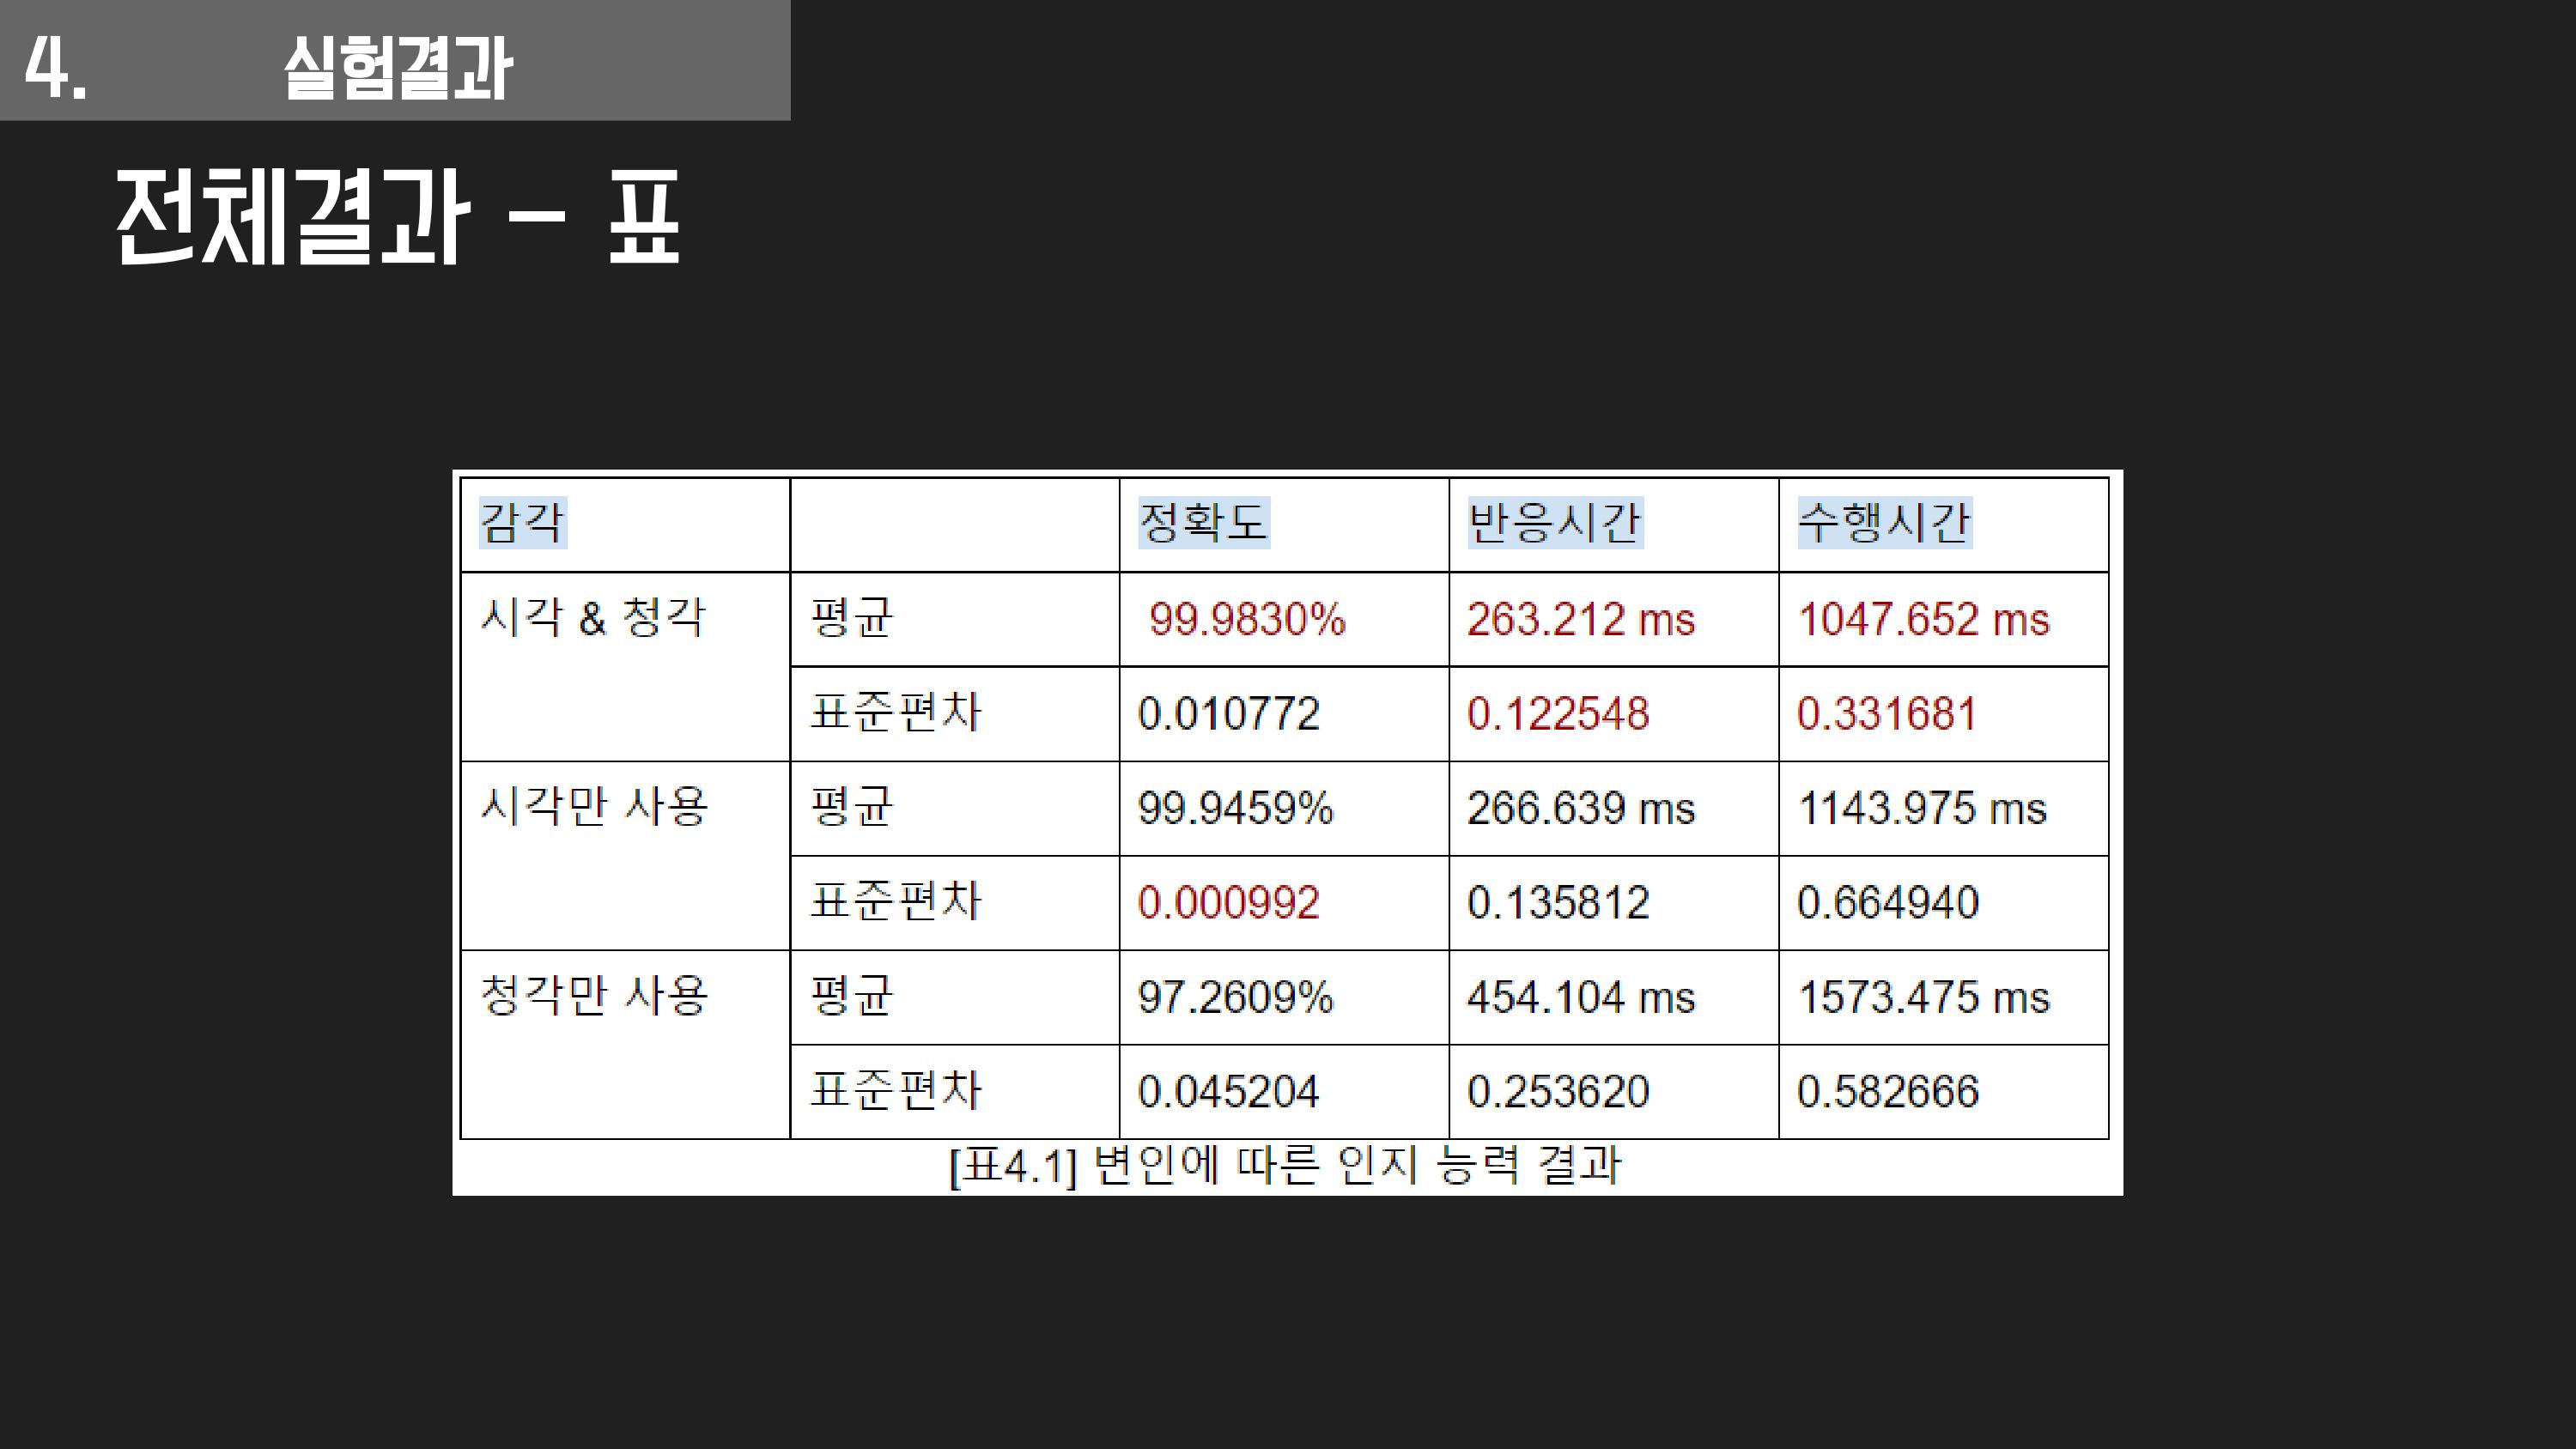 4. 실험결과
전체결과 - 표
감각 정확도 반응시간 수행시간
시각 & 청각 평균 99.9830% 263.212 ms 1047.652 ms
표준편차 0.010772 0.122548 0.331681
시각만 사용 평균 99.9459% 266.639 ms 1143.975 ms
표준편차 0.000992 0.135812 0.664940
청각만 사용 평균 97.2609% 454.104 ms 1573.475 ms
표준편차 0.045204 0.253620 0.582666
[표4.1] 변인에 따른 인지 능력 결과